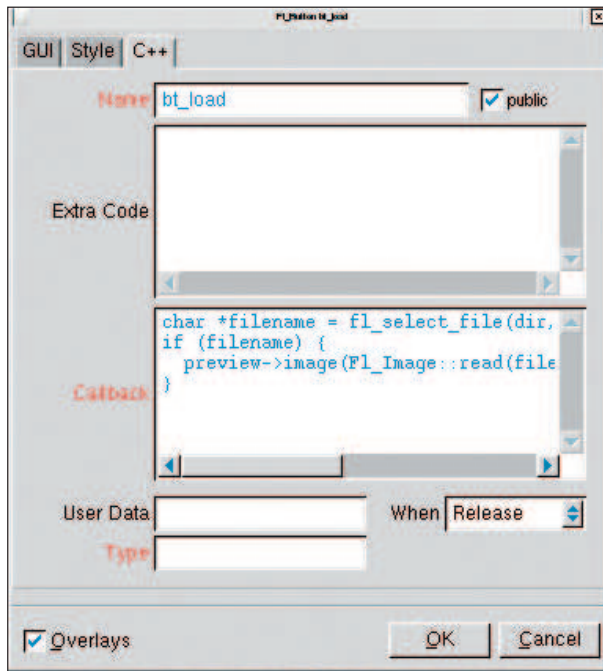 Fl_Button bt_load
GUI Style C++
Name bt_load public
Extra Code
char *filename = fl_select_file(dir,
if (filename) {
preview->image(Fl_Image::read(file
}
Callback
User Data When Release
Type
Overlays OK Cancel